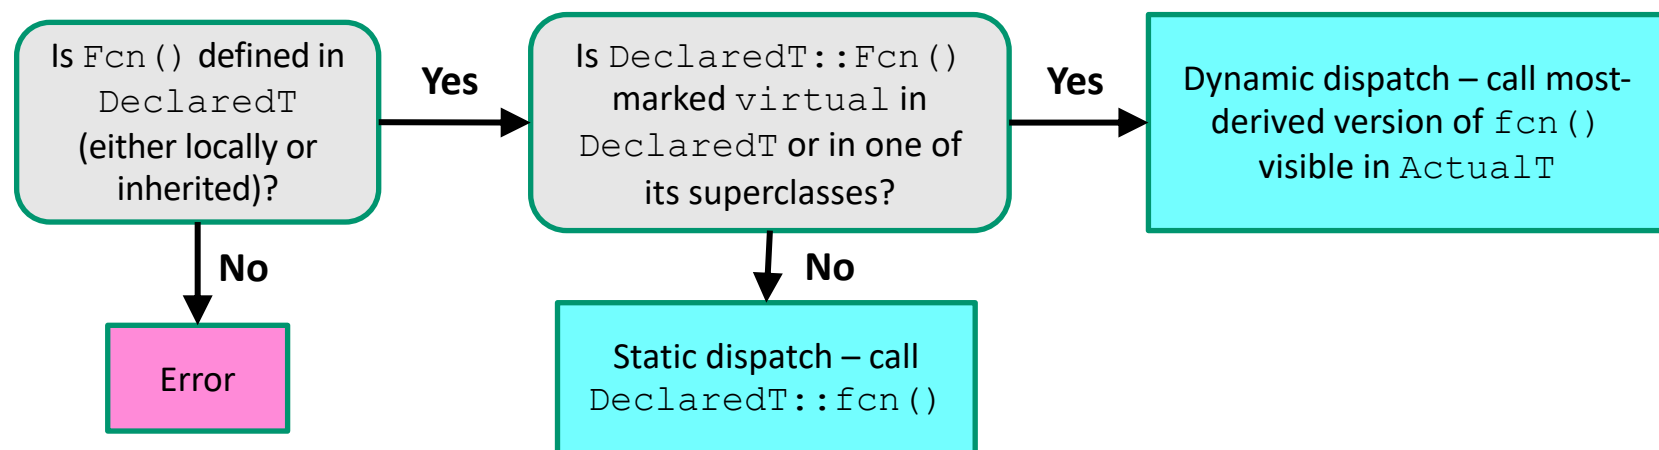 Is Fcn() defined in
DeclaredT
(either locally or
inherited)?
Yes
Is DeclaredT::Fcn()
marked virtual in
DeclaredT or in one of
its superclasses?
Yes
Dynamic dispatch – call most-
derived version of fcn()
visible in ActualT
No
No
Error
Static dispatch – call
DeclaredT::fcn()